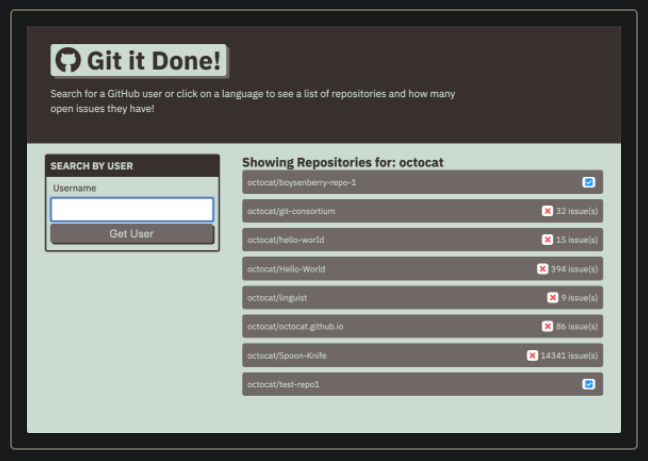 Git it Done!
Search for a GitHub user or click on a language to see a list of repositories and how many
open issues they have!
SEARCH BY USER
Username
Get User
Showing Repositories for: octocat
octocat/boysenberry-repo-1
octocat/git-consortium 32 issue(s)
octocat/hello-worId 15 issue(s)
octocat/Hello-World 394 issue(s)
octocat/linguist 9 issue(s)
octocat/octocat.github.io 86 issue(s)
octocat/Spoon-Knife 14341 issue(s)
octocat/test-repo1